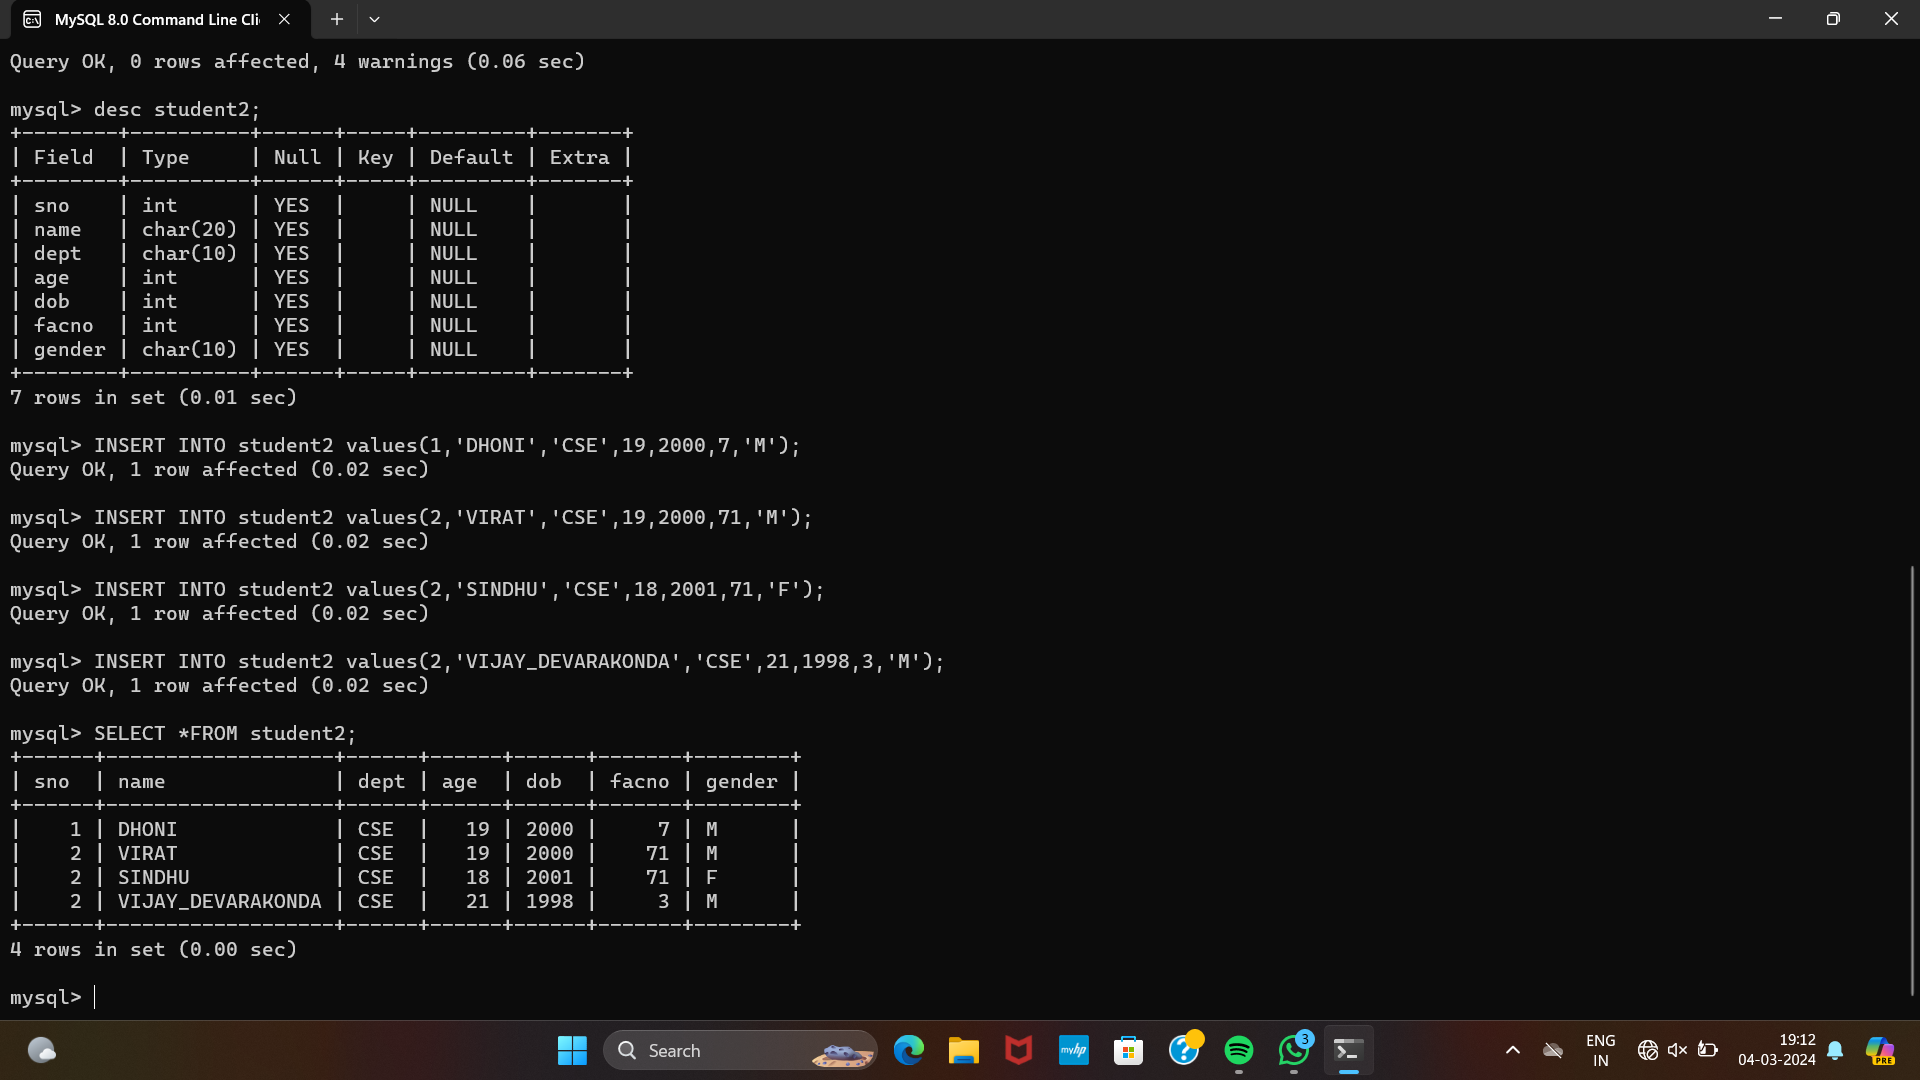 MySQL 8.0 Command Line Cli
Query OK, 0 rows affected, 4 warnings (0.06 sec)
mysql> desc student2;
+--------+----------+------+-----+---------+-------+
| Field  | Type     | Null | Key | Default | Extra |
+--------+----------+------+-----+---------+-------+
| sno    | int      | YES  |     | NULL    |       |
| name   | char(20) | YES  |     | NULL    |       |
| dept   | char(10) | YES  |     | NULL    |       |
| age    | int      | YES  |     | NULL    |       |
| dob    | int      | YES  |     | NULL    |       |
| facno  | int      | YES  |     | NULL    |       |
| gender | char(10) | YES  |     | NULL    |       |
+--------+----------+------+-----+---------+-------+
7 rows in set (0.01 sec)
mysql> INSERT INTO student2 values(1,'DHONI','CSE',19,2000,7,'M');
Query OK, 1 row affected (0.02 sec)
mysql> INSERT INTO student2 values(2,'VIRAT','CSE',19,2000,71,'M');
Query OK, 1 row affected (0.02 sec)
mysql> INSERT INTO student2 values(2,'SINDHU','CSE',18,2001,71,'F');
Query OK, 1 row affected (0.02 sec)
mysql> INSERT INTO student2 values(2,'VIJAY_DEVARAKONDA','CSE',21,1998,3,'M');
Query OK, 1 row affected (0.02 sec)
mysql> SELECT *FROM student2;
+------+-------------------+------+------+------+-------+--------+
| sno  | name              | dept | age  | dob  | facno | gender |
+------+-------------------+------+------+------+-------+--------+
|    1 | DHONI             | CSE  |   19 | 2000 |     7 | M      |
|    2 | VIRAT             | CSE  |   19 | 2000 |    71 | M      |
|    2 | SINDHU            | CSE  |   18 | 2001 |    71 | F      |
|    2 | VIJAY_DEVARAKONDA | CSE  |   21 | 1998 |     3 | M      |
+------+-------------------+------+------+------+-------+--------+
4 rows in set (0.00 sec)
mysql>
Search
myhp
3
ENG
IN
19:12
04-03-2024
PRE